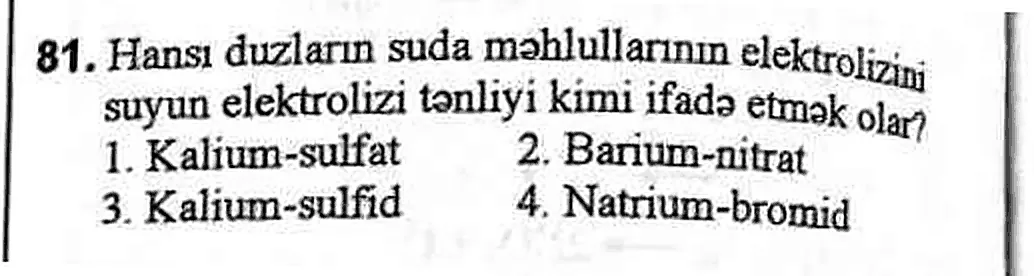 81. Hansı duzların suda məhlullarının elektrolizini
suyun elektrolizi tənliyi kimi ifadə etmək olar?
1. Kalium-sulfat 2. Barium-nitrat
3. Kalium-sulfid 4. Natrium-bromid